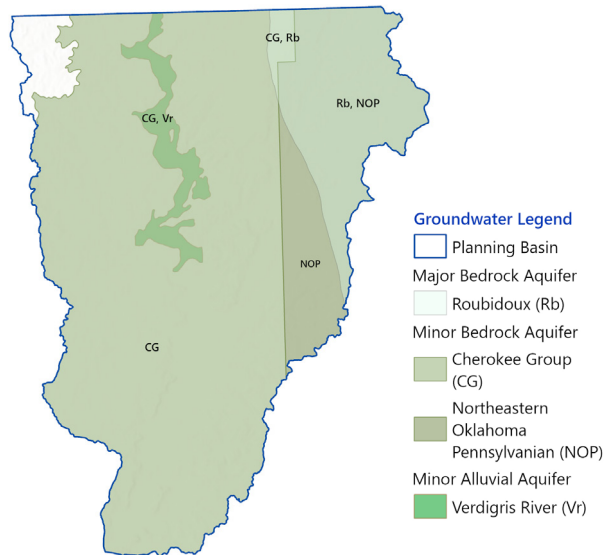 CG, Rb
Rb, NOP
CG, Vr
NOP
CG
Groundwater Legend
Planning Basin
Major Bedrock Aquifer
Roubidoux (Rb)
Minor Bedrock Aquifer
Cherokee Group
(CG)
Northeastern
Oklahoma
Pennsylvanian (NOP)
Minor Alluvial Aquifer
Verdigris River (Vr)